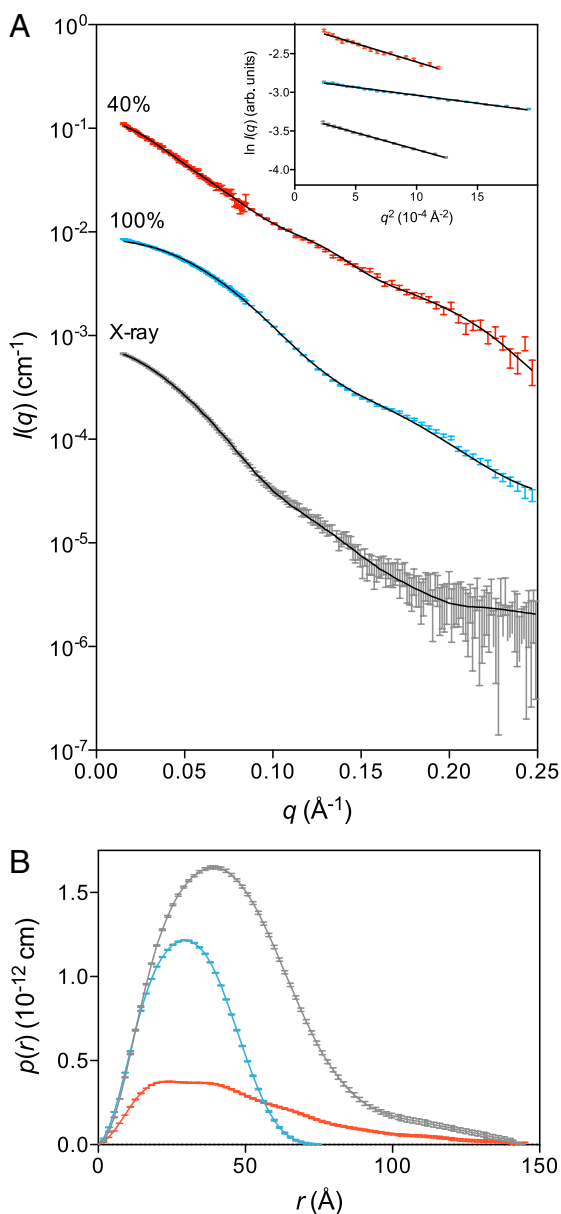 A
10⁰
10⁻¹
10⁻²
10⁻³
10⁻⁴
10⁻⁵
10⁻⁶
10⁻⁷
I(q) (cm⁻¹)
40%
100%
X-ray
-2.5
-3.0
-3.5
-4.0
ln I(q) (arb. units)
0 5 10 15
q² (10⁻⁴ Å⁻²)
0.00 0.05 0.10 0.15 0.20 0.25
q (Å⁻¹)
B
1.5
1.0
0.5
0.0
p(r) (10⁻¹² cm)
0 50 100 150
r (Å)